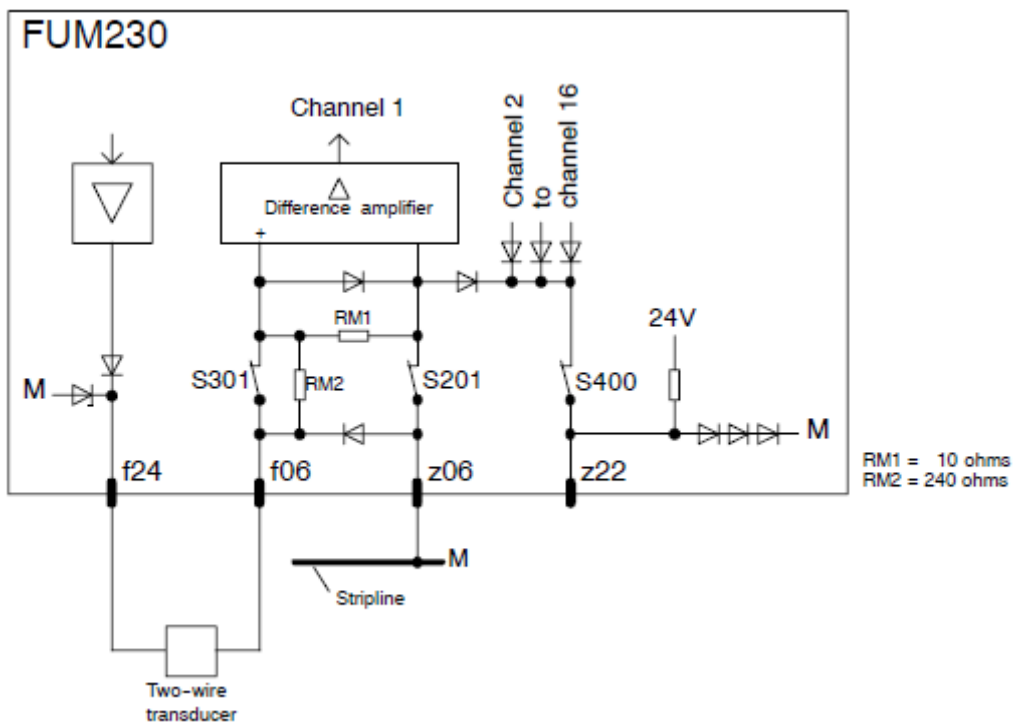 FUM230
Channel 1
Channel 2
to
channel 16
Difference amplifier
+
RM1
24V
S301
RM2
S201
S400
M
M
f24
f06
z06
z22
RM1 = 10 ohms
RM2 = 240 ohms
M
Stripline
Two-wire
transducer